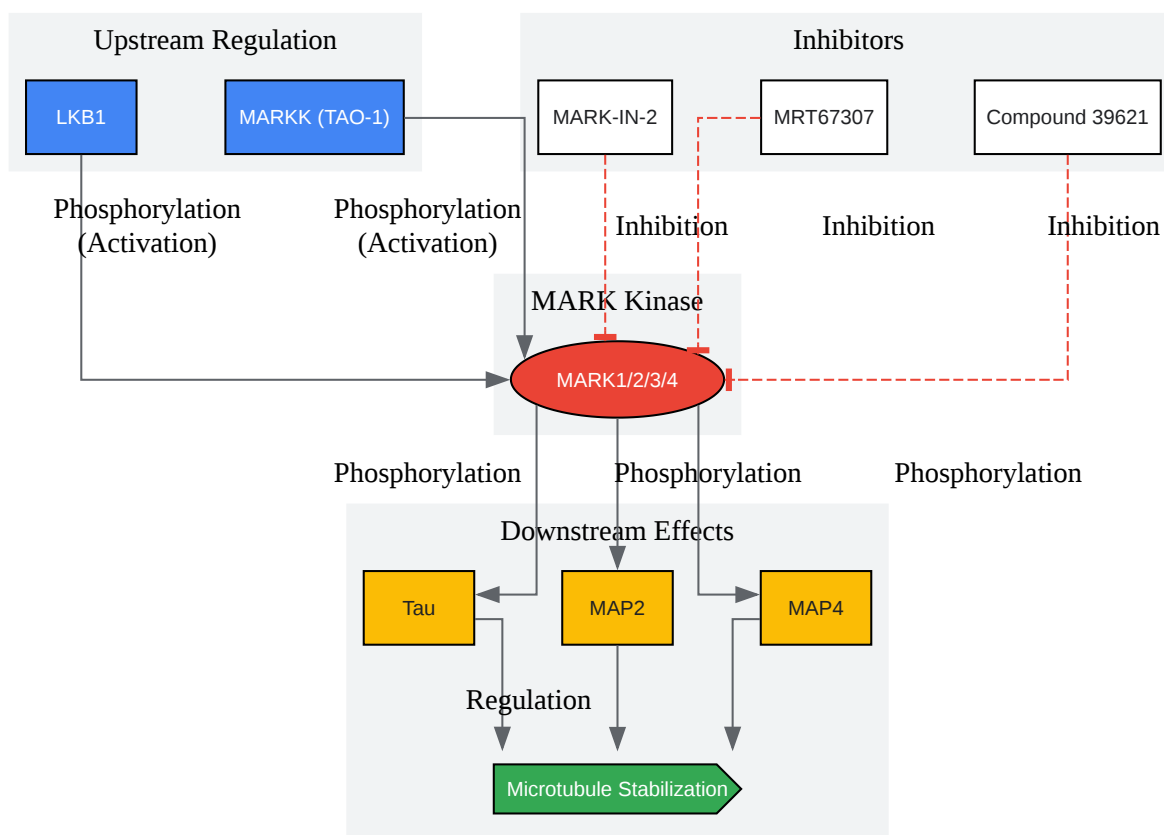 Upstream Regulation
Inhibitors
LKB1
MARKK (TAO-1)
MARK-IN-2
MRT67307
Compound 39621
Phosphorylation
(Activation)
Phosphorylation
(Activation)
Inhibition
Inhibition
Inhibition
MARK Kinase
MARK1/2/3/4
Phosphorylation
Phosphorylation
Phosphorylation
Downstream Effects
Tau
MAP2
MAP4
Regulation
Microtubule Stabilization